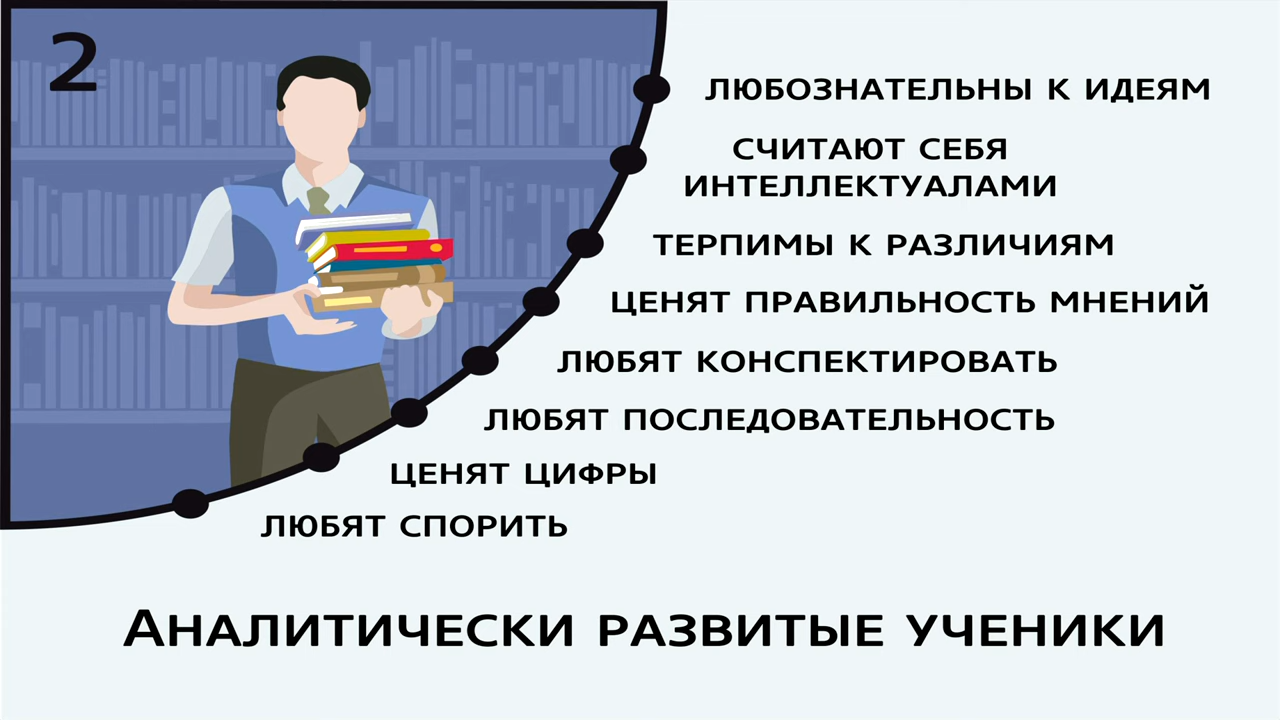 2
ЛЮБОЗНАТЕЛЬНЫ К ИДЕЯМ
СЧИТАЮТ СЕБЯ
ИНТЕЛЛЕКТУАЛАМИ
ТЕРПИМЫ К РАЗЛИЧИЯМ
ЦЕНЯТ ПРАВИЛЬНОСТЬ МНЕНИЙ
ЛЮБЯТ КОНСПЕКТИРОВАТЬ
ЛЮБЯТ ПОСЛЕДОВАТЕЛЬНОСТЬ
ЦЕНЯТ ЦИФРЫ
ЛЮБЯТ СПОРИТЬ
АНАЛИТИЧЕСКИ РАЗВИТЫЕ УЧЕНИКИ